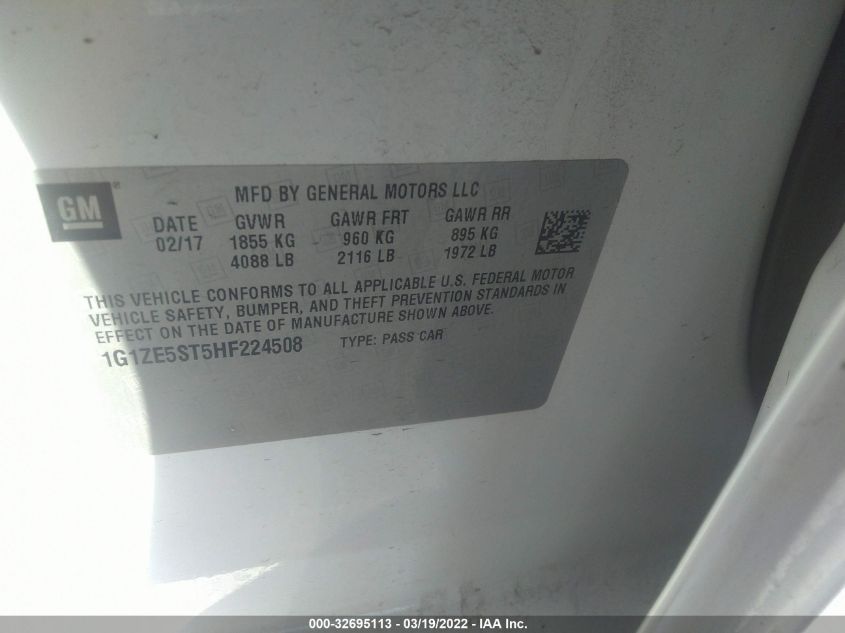 GM
MFD BY GENERAL MOTORS LLC
DATE GVWR GAWR FRT GAWR RR
02/17 1855 KG 960 KG 895 KG
4088 LB 2116 LB 1972 LB
THIS VEHICLE CONFORMS TO ALL APPLICABLE U.S. FEDERAL MOTOR
VEHICLE SAFETY, BUMPER, AND THEFT PREVENTION STANDARDS IN
EFFECT ON THE DATE OF MANUFACTURE SHOWN ABOVE.
1G1ZE5ST5HF224508 TYPE: PASS CAR
000-32695113 - 03/19/2022 - IAA Inc.